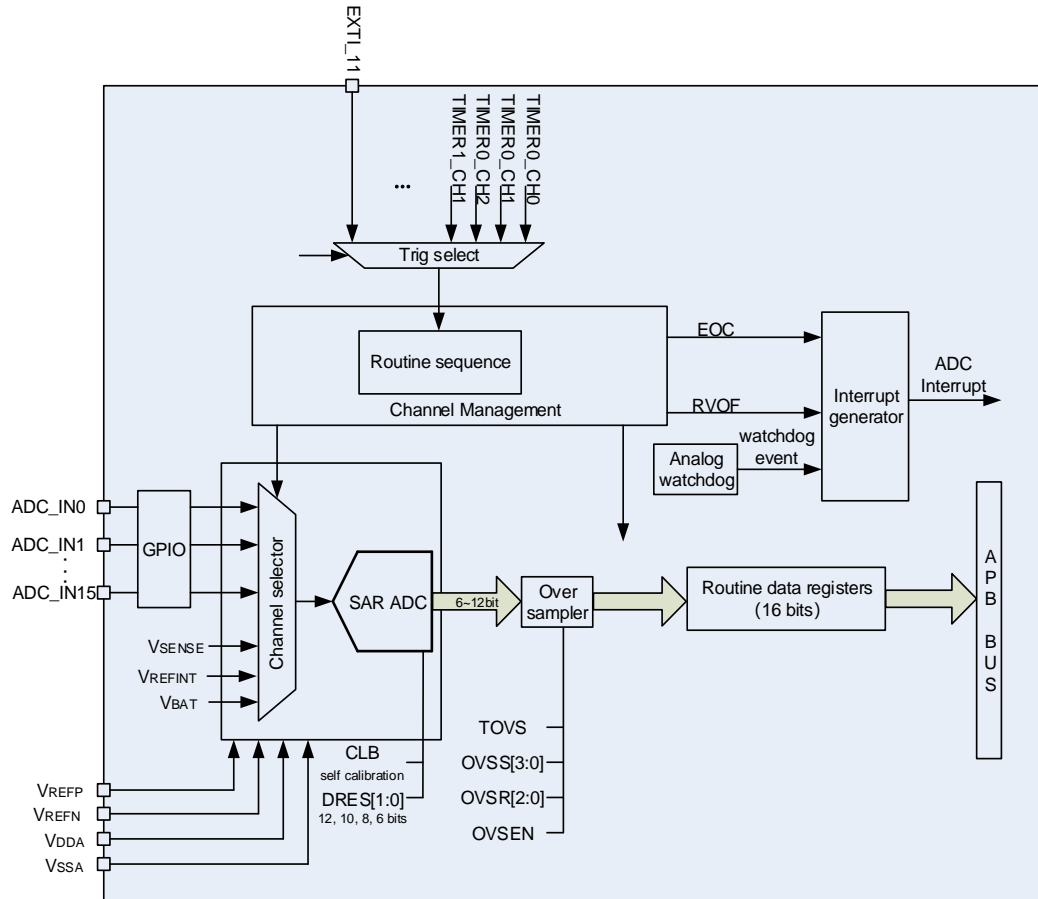 EXTI_11
TIMER1_CH1
TIMER0_CH2
TIMER0_CH1
TIMER0_CH0
...
Trig select
Routine sequence
Channel Management
EOC
RVOF
watchdog
event
Analog
watchdog
Interrupt
generator
ADC
Interrupt
ADC_IN0
ADC_IN1
ADC_IN15
GPIO
VSENSE
VREFINT
VBAT
Channel selector
SAR ADC
6~12bit
Over
sampler
Routine data registers
(16 bits)
APB BUS
CLB
self calibration
DRES[1:0]
12, 10, 8, 6 bits
TOVS
OVSS[3:0]
OVSR[2:0]
OVSEN
VREFP
VREFN
VDDA
VSSA